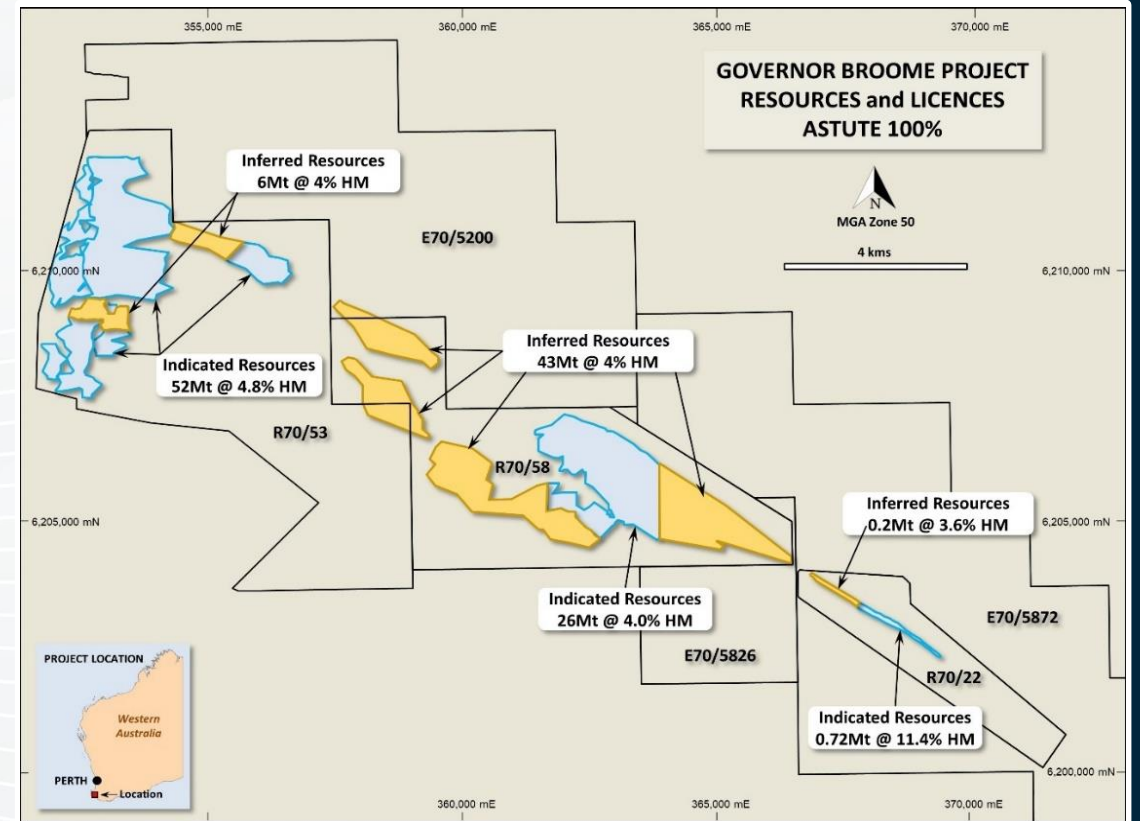 355,000 mE
360,000 mE
365,000 mE
370,000 mE
GOVERNOR BROOME PROJECT
RESOURCES and LICENCES
ASTUTE 100%
N
MGA Zone 50
4 kms
Inferred Resources
6Mt @ 4% HM
E70/5200
6,210,000 mN
6,210,000 mN
Indicated Resources
52Mt @ 4.8% HM
Inferred Resources
43Mt @ 4% HM
R70/53
R70/58
6,205,000 mN
6,205,000 mN
Inferred Resources
0.2Mt @ 3.6% HM
Indicated Resources
26Mt @ 4.0% HM
E70/5872
E70/5826
R70/22
Indicated Resources
0.72Mt @ 11.4% HM
6,200,000 mN
PROJECT LOCATION
Western
Australia
PERTH
Location
360,000 mE
365,000 mE
370,000 mE